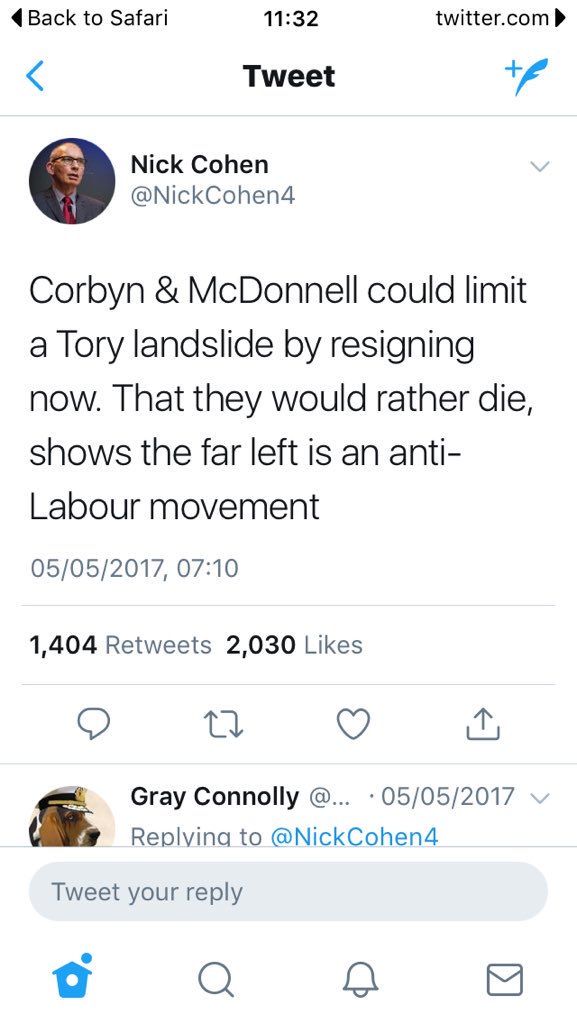 Back to Safari 11:32 twitter.com
Tweet
Nick Cohen
@NickCohen4
Corbyn & McDonnell could limit
a Tory landslide by resigning
now. That they would rather die,
shows the far left is an anti-
Labour movement
05/05/2017, 07:10
1,404 Retweets 2,030 Likes
Gray Connolly @... · 05/05/2017
Replying to @NickCohen4
Tweet your reply